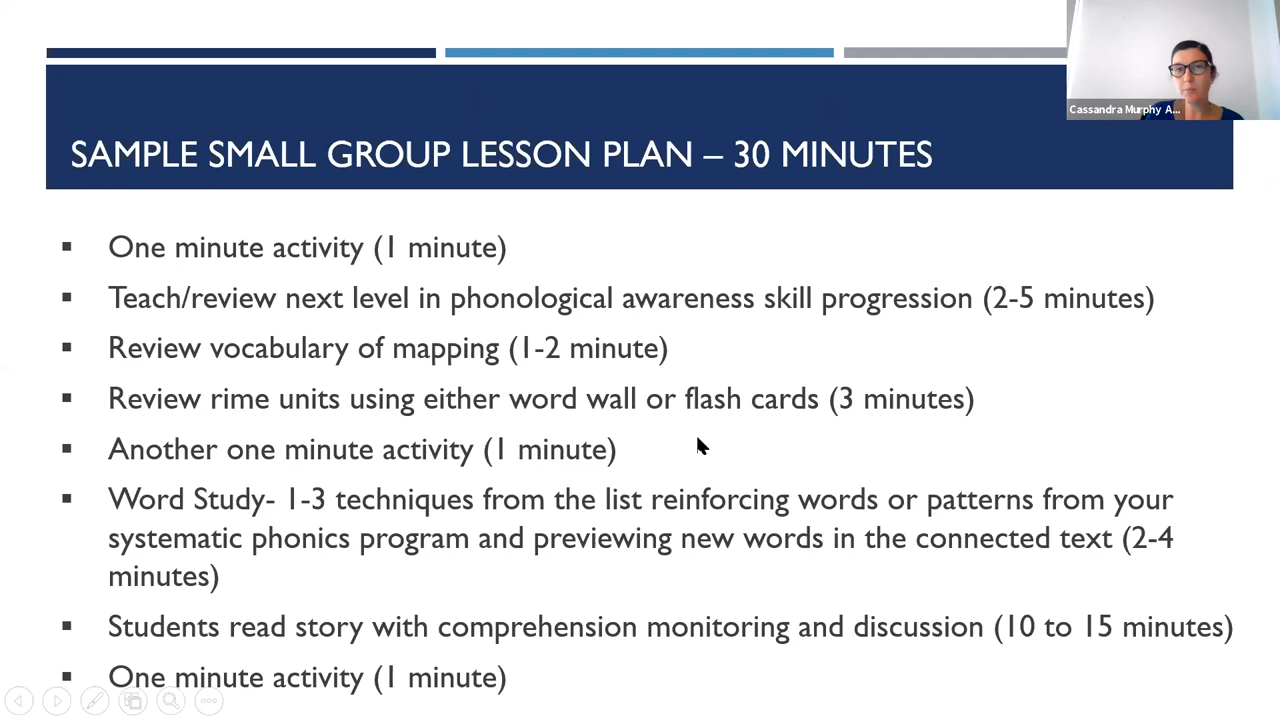 Cassandra Murphy A...
SAMPLE SMALL GROUP LESSON PLAN – 30 MINUTES
▪ One minute activity (1 minute)
▪ Teach/review next level in phonological awareness skill progression (2-5 minutes)
▪ Review vocabulary of mapping (1-2 minute)
▪ Review rime units using either word wall or flash cards (3 minutes)
▪ Another one minute activity (1 minute)
▪ Word Study- 1-3 techniques from the list reinforcing words or patterns from your
systematic phonics program and previewing new words in the connected text (2-4
minutes)
▪ Students read story with comprehension monitoring and discussion (10 to 15 minutes)
▪ One minute activity (1 minute)